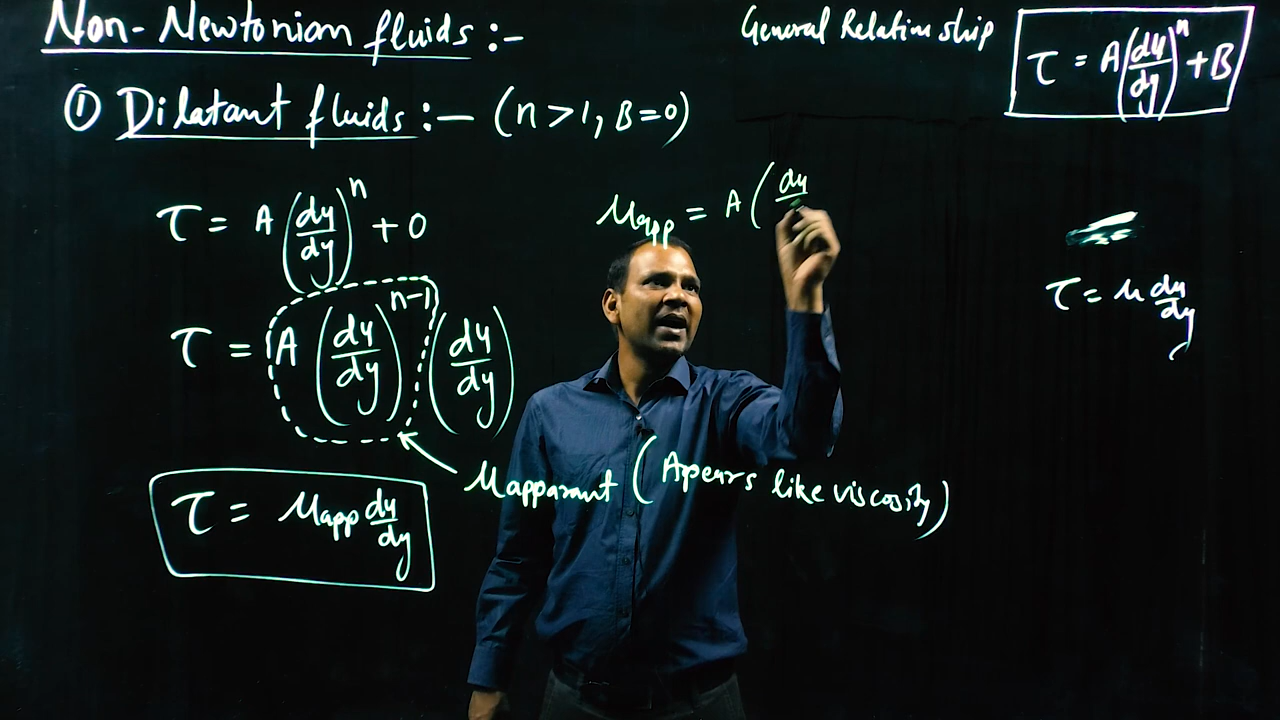 Non-Newtonian fluids :-
General Relationship
τ = A(du/dy)^n + B
① Dilatant fluids :— (n>1, B=0)
τ = A (du/dy)^n + 0
μapp = A (du/
τ = μ du/dy
τ = A (du/dy)^n-1 (du/dy)
μapparant (Apears like viscosity)
τ = μapp du/dy